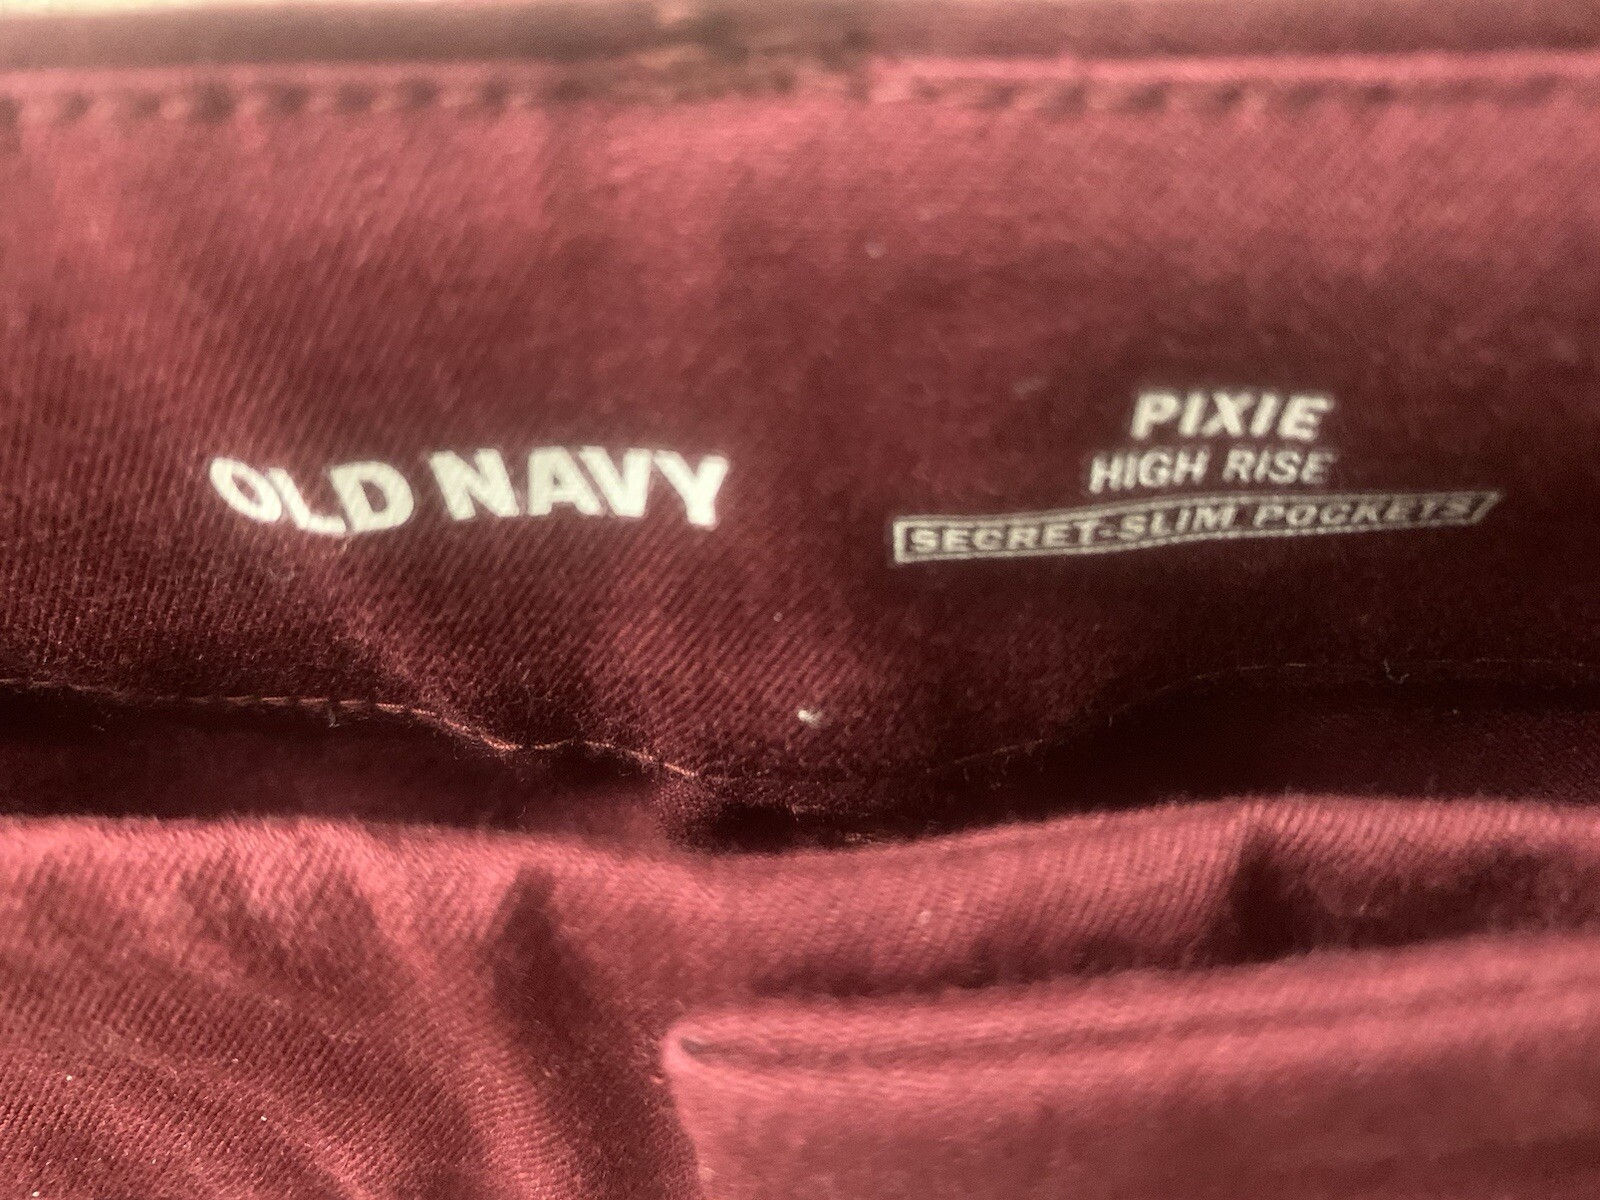 OLD NAVY
PIXIE
HIGH RISE
SECRET-SLIM POCKETS